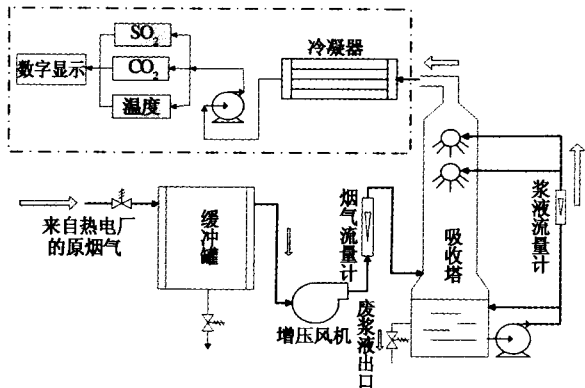 SO2
冷凝器
数字显示
CO2
温度
来自热电厂
的原烟气
缓冲罐
烟气流量计
吸收塔
浆液流量计
增压风机
废浆液出口